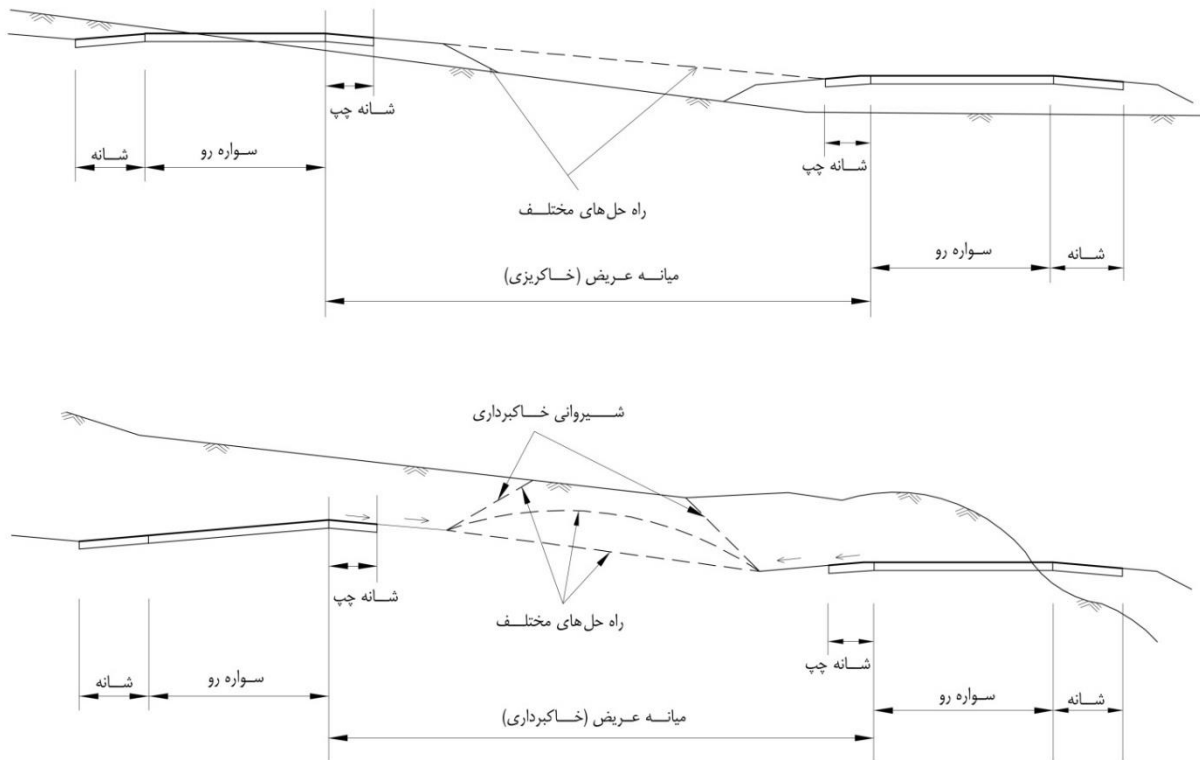 شانه چپ
شانه
سواره رو
شانه چپ
راه حل‌های مختلف
سواره رو
شانه
میانه عریض (خاکریزی)
شیروانی خاکبرداری
شانه چپ
راه حل‌های مختلف
شانه چپ
شانه
سواره رو
سواره رو
شانه
میانه عریض (خاکبرداری)